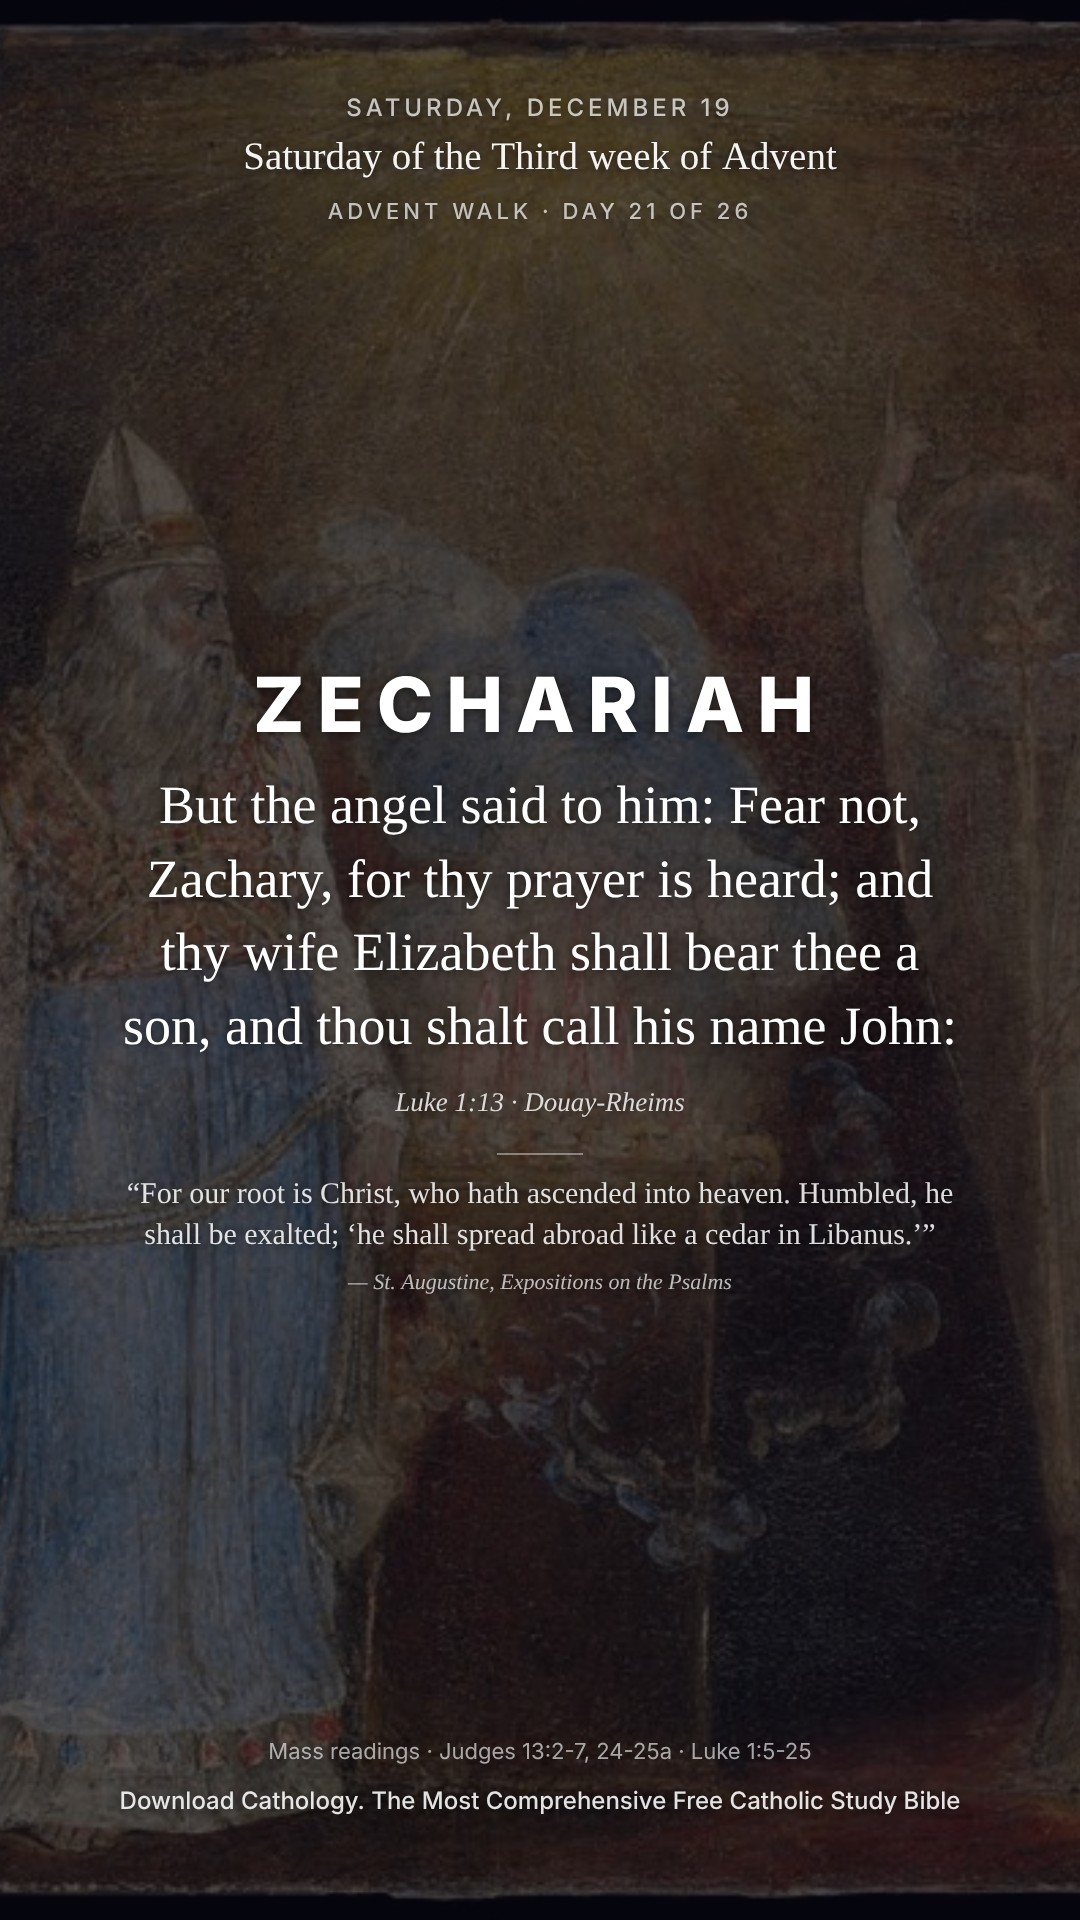 SATURDAY, DECEMBER 19
Saturday of the Third week of Advent
ADVENT WALK · DAY 21 OF 26
ZECHARIAH
But the angel said to him: Fear not,
Zachary, for thy prayer is heard; and
thy wife Elizabeth shall bear thee a
son, and thou shalt call his name John:
Luke 1:13 · Douay-Rheims
“For our root is Christ, who hath ascended into heaven. Humbled, he
shall be exalted; ‘he shall spread abroad like a cedar in Libanus.’”
— St. Augustine, Expositions on the Psalms
Mass readings · Judges 13:2-7, 24-25a · Luke 1:5-25
Download Cathology. The Most Comprehensive Free Catholic Study Bible